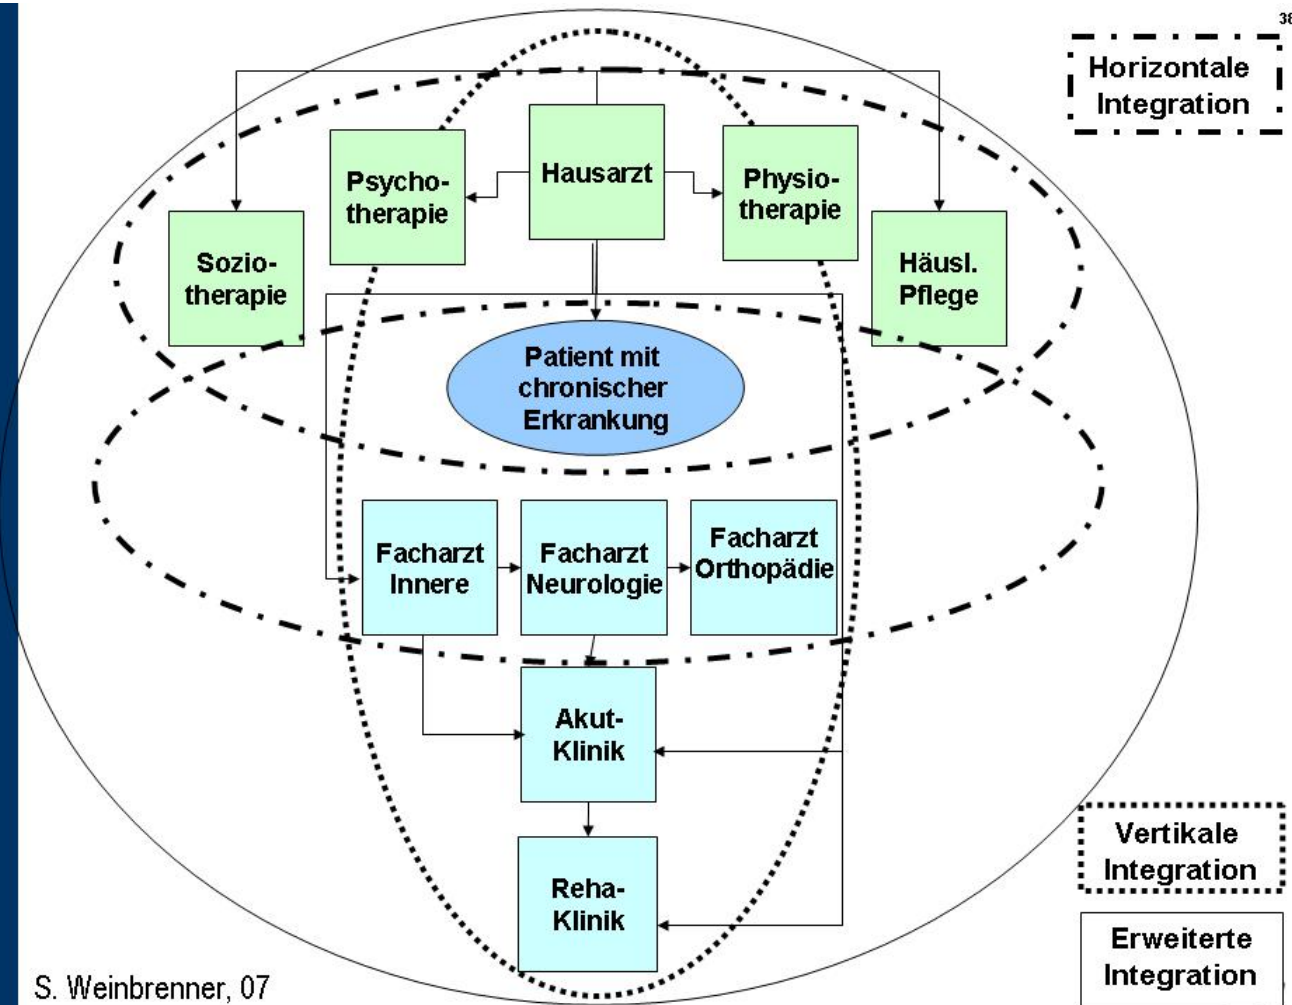 38
Horizontale
Integration
Hausarzt
Psycho-
therapie
Physio-
therapie
Sozio-
therapie
Häusl.
Pflege
Patient mit
chronischer
Erkrankung
Facharzt
Innere
Facharzt
Neurologie
Facharzt
Orthopädie
Akut-
Klinik
Reha-
Klinik
Vertikale
Integration
Erweiterte
Integration
S. Weinbrenner, 07